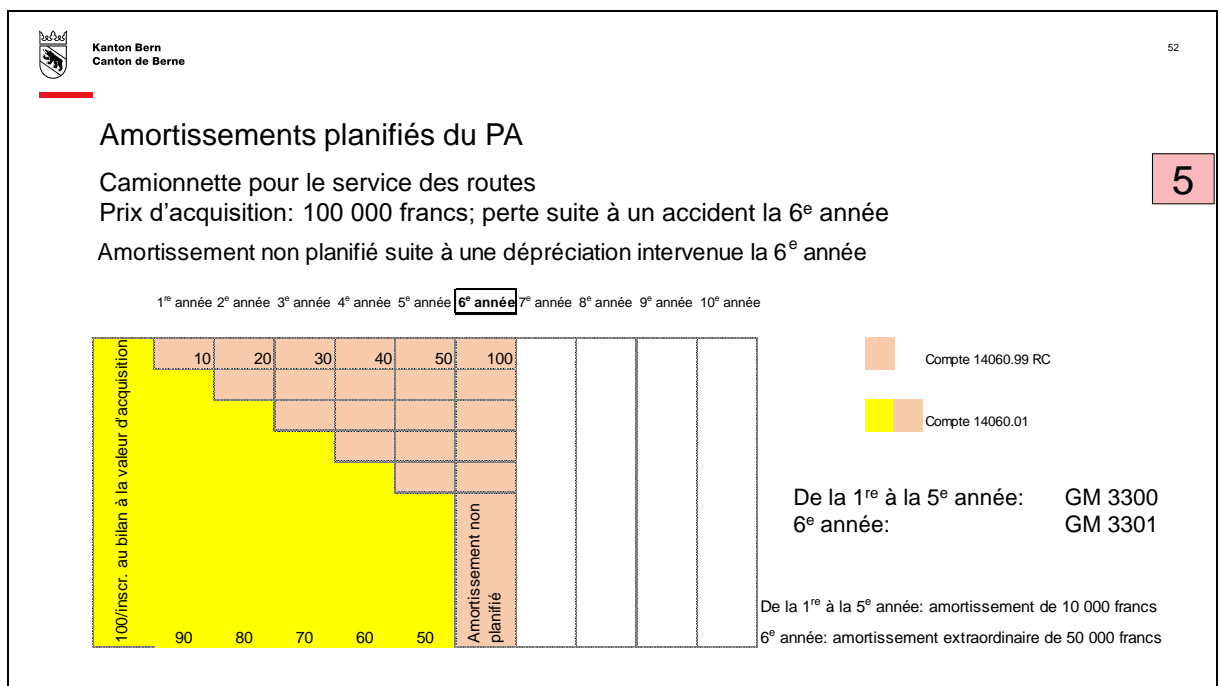 Kanton Bern
Canton de Berne
52
Amortissements planifiés du PA
5
Camionnette pour le service des routes
Prix d'acquisition: 100 000 francs; perte suite à un accident la 6e année
Amortissement non planifié suite à une dépréciation intervenue la 6e année
1re année 2e année 3e année 4e année 5e année 6e année 7e année 8e année 9e année 10e année
100/inscr. au bilan à la valeur d'acquisition
10 20 30 40 50 100
Amortissement non
planifié
90 80 70 60 50
Compte 14060.99 RC
Compte 14060.01
De la 1re à la 5e année: GM 3300
6e année: GM 3301
De la 1re à la 5e année: amortissement de 10 000 francs
6e année: amortissement extraordinaire de 50 000 francs